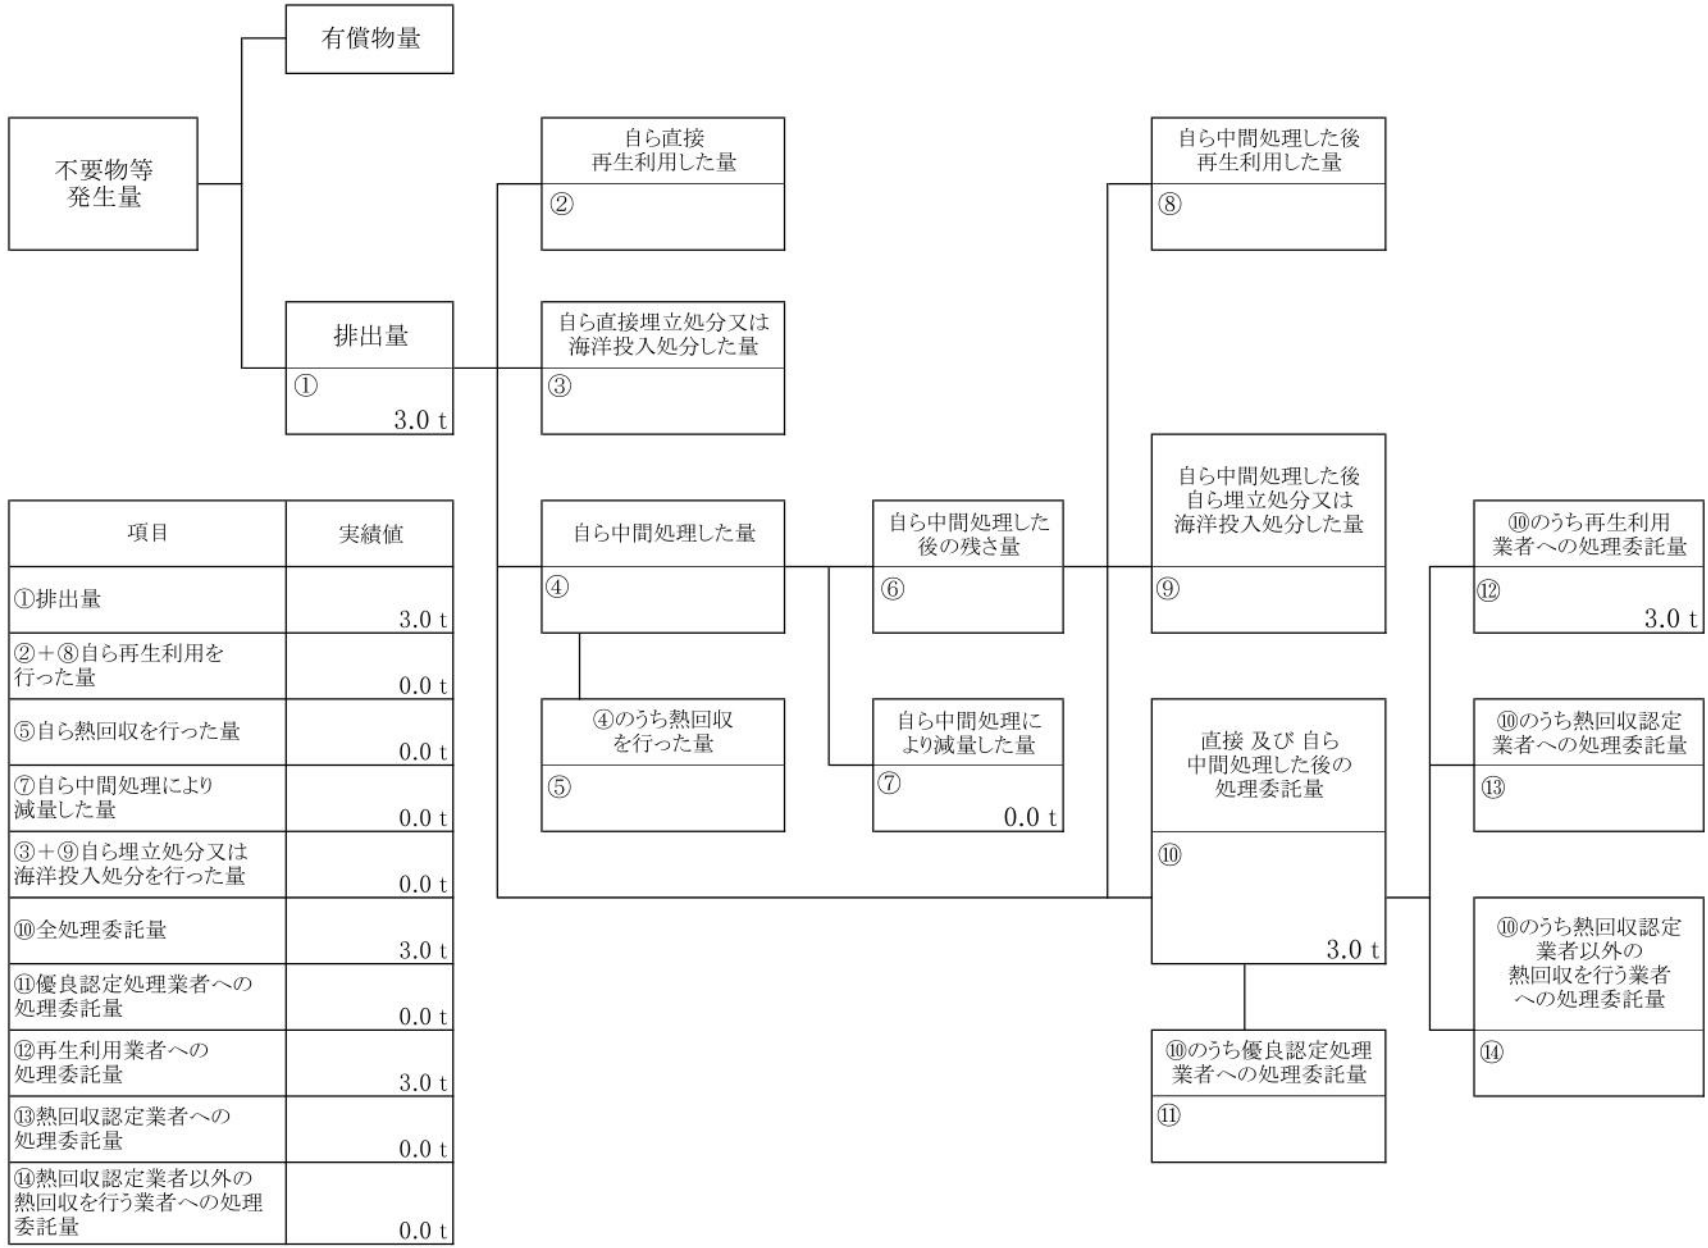 有償物量
不要物等
発生量
自ら直接
再生利用した量
②
自ら中間処理した後
再生利用した量
⑧
排出量
①
3.0 t
自ら直接埋立処分又は
海洋投入処分した量
③
項目
実績値
①排出量
3.0 t
②＋⑧自ら再生利用を
行った量
0.0 t
⑤自ら熱回収を行った量
0.0 t
⑦自ら中間処理により
減量した量
0.0 t
③＋⑨自ら埋立処分又は
海洋投入処分を行った量
0.0 t
⑩全処理委託量
3.0 t
⑪優良認定処理業者への
処理委託量
0.0 t
⑫再生利用業者への
処理委託量
3.0 t
⑬熱回収認定業者への
処理委託量
0.0 t
⑭熱回収認定業者以外の
熱回収を行う業者への処理
委託量
0.0 t
自ら中間処理した量
④
④のうち熱回収
を行った量
⑤
自ら中間処理した
後の残さ量
⑥
自ら中間処理に
より減量した量
⑦
0.0 t
自ら中間処理した後
自ら埋立処分又は
海洋投入処分した量
⑨
直接 及び 自ら
中間処理した後の
処理委託量
⑩
3.0 t
⑩のうち優良認定処理
業者への処理委託量
⑪
⑩のうち再生利用
業者への処理委託量
⑫
3.0 t
⑩のうち熱回収認定
業者への処理委託量
⑬
⑩のうち熱回収認定
業者以外の
熱回収を行う業者
への処理委託量
⑭